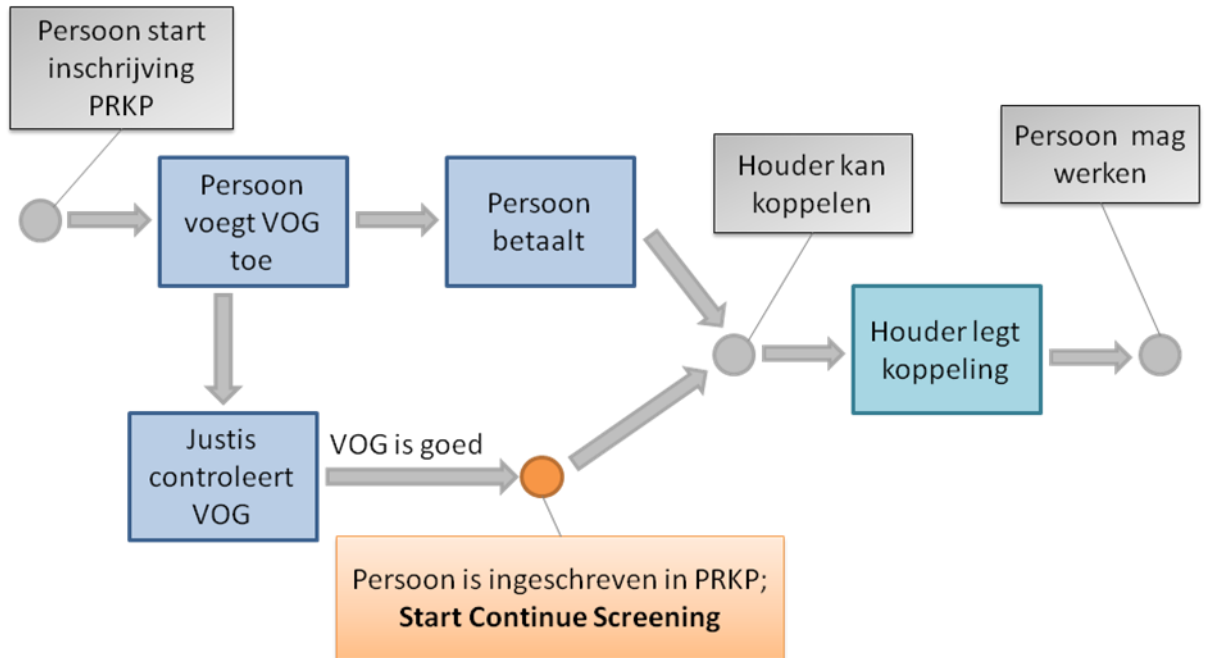 Persoon start
inschrijving
PRKP
Persoon
voegt VOG
toe
Persoon
betaalt
Houder kan
koppelen
Persoon mag
werken
Houder legt
koppeling
Justis
controleert
VOG
VOG is goed
Persoon is ingeschreven in PRKP;
Start Continue Screening